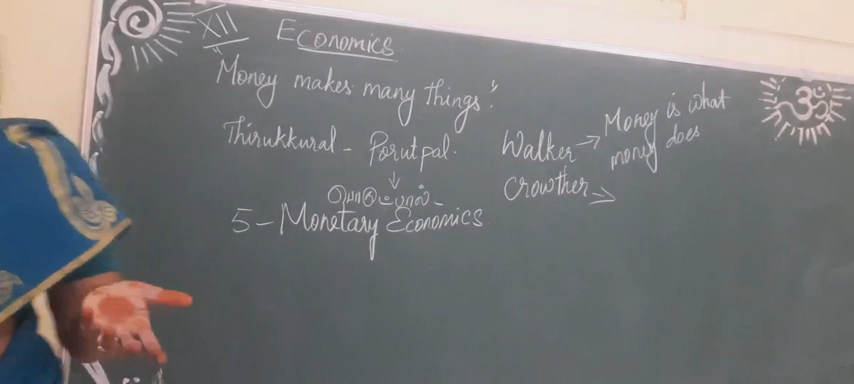 XII
Economics
"Money makes many things".
Thirukkural - Porutpal.
↓
பொருட்பால்.
5 - Monetary Economics
Walker → Money is what
money does
Crowther →
ॐ